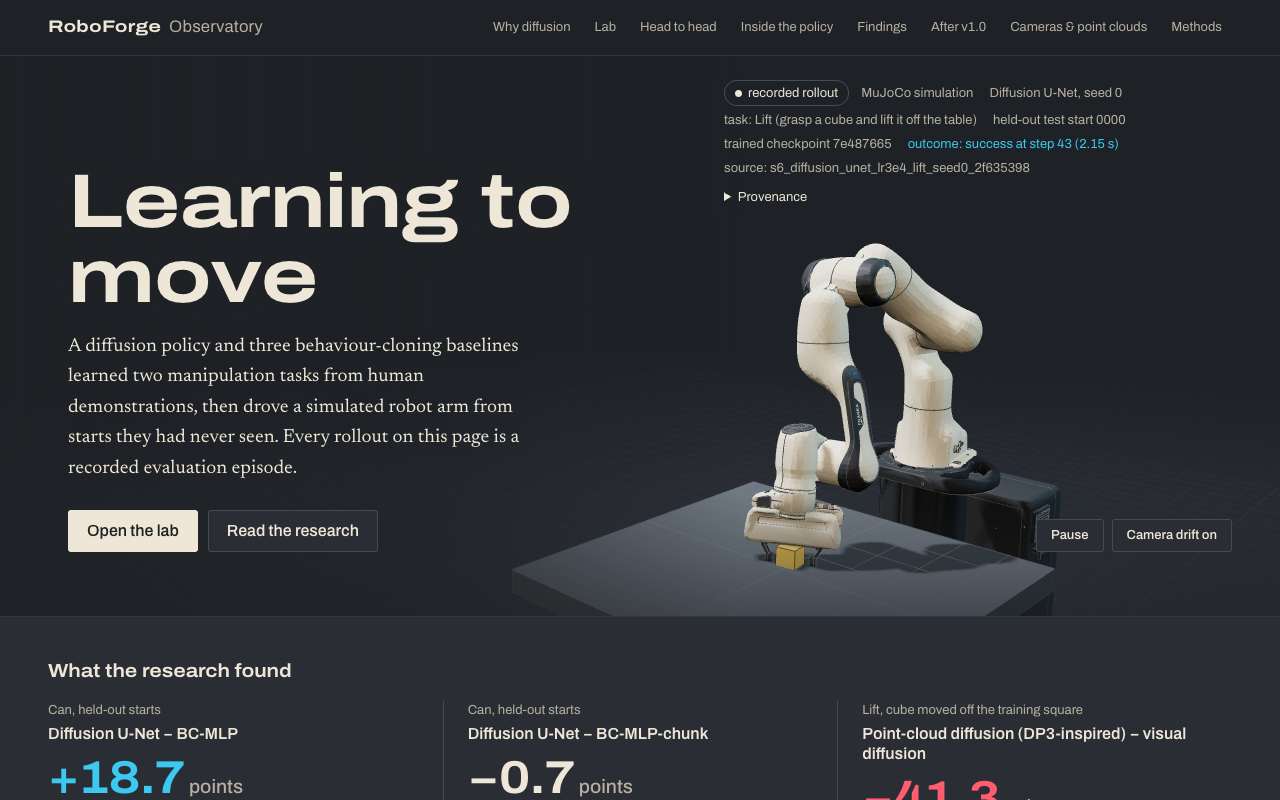 RoboForge Observatory
Why diffusion Lab Head to head Inside the policy Findings After v1.0 Cameras & point clouds Methods
recorded rollout MuJoCo simulation Diffusion U-Net, seed 0
task: Lift (grasp a cube and lift it off the table) held-out test start 0000
trained checkpoint 7e487665 outcome: success at step 43 (2.15 s)
source: s6_diffusion_unet_lr3e4_lift_seed0_2f635398
Provenance
Learning to
move
A diffusion policy and three behaviour-cloning baselines
learned two manipulation tasks from human
demonstrations, then drove a simulated robot arm from
starts they had never seen. Every rollout on this page is a
recorded evaluation episode.
Open the lab Read the research
Pause Camera drift on
What the research found
Can, held-out starts
Diffusion U-Net – BC-MLP
+18.7 points
Can, held-out starts
Diffusion U-Net – BC-MLP-chunk
−0.7 points
Lift, cube moved off the training square
Point-cloud diffusion (DP3-inspired) – visual
diffusion
−41.3